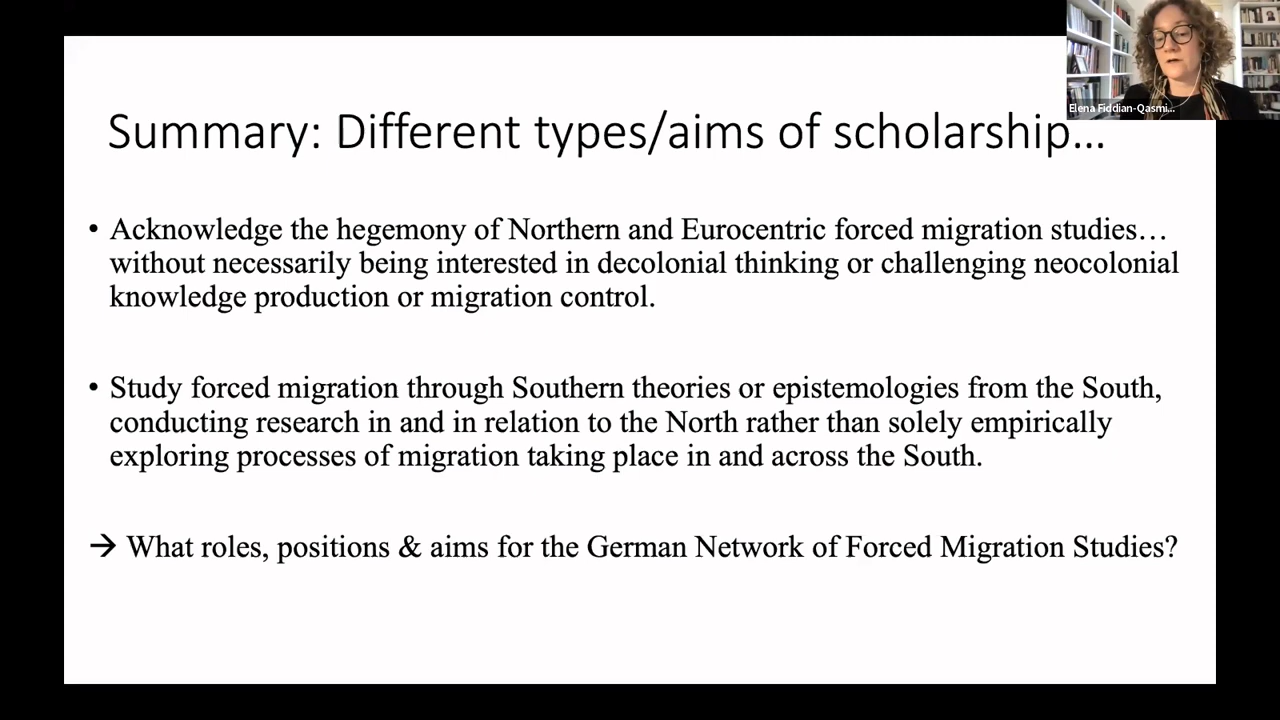 Elena Fiddian-Qasmi...
Summary: Different types/aims of scholarship...
• Acknowledge the hegemony of Northern and Eurocentric forced migration studies…
without necessarily being interested in decolonial thinking or challenging neocolonial
knowledge production or migration control.
• Study forced migration through Southern theories or epistemologies from the South,
conducting research in and in relation to the North rather than solely empirically
exploring processes of migration taking place in and across the South.
→ What roles, positions & aims for the German Network of Forced Migration Studies?